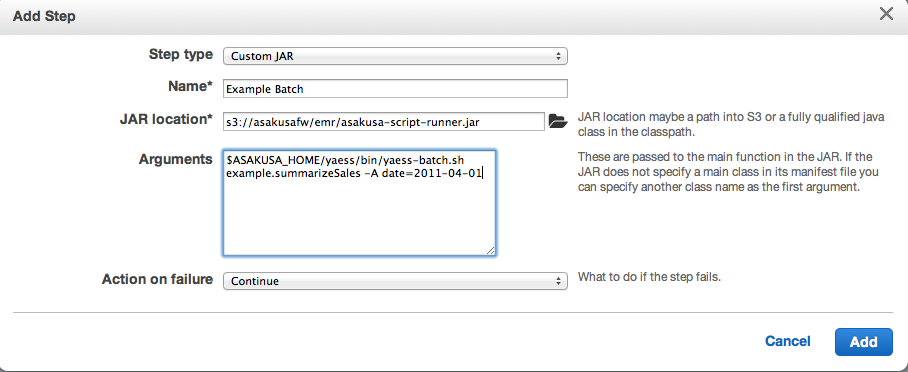 Add Step
Step type Custom JAR
Name* Example Batch
JAR location* s3://asakusafw/emr/asakusa-script-runner.jar
JAR location maybe a path into S3 or a fully qualified java
class in the classpath.
Arguments
$ASAKUSA_HOME/yaess/bin/yaess-batch.sh
example.summarizeSales -A date=2011-04-01
These are passed to the main function in the JAR. If the
JAR does not specify a main class in its manifest file you
can specify another class name as the first argument.
Action on failure Continue
What to do if the step fails.
Cancel Add